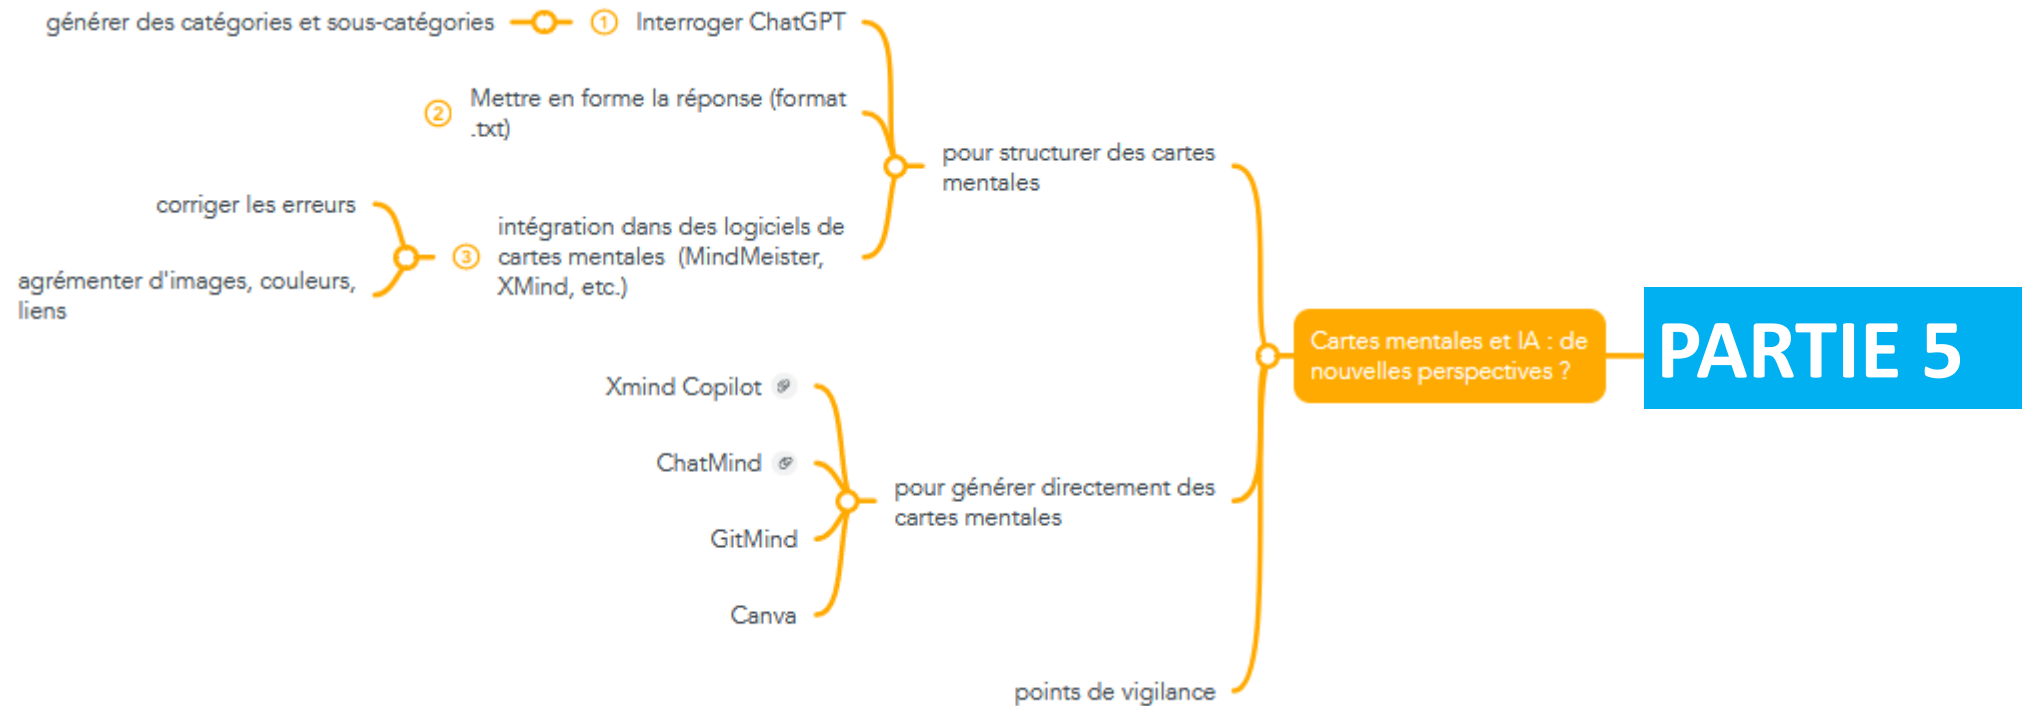 PARTIE 5
Cartes mentales et IA : de
nouvelles perspectives ?
pour structurer des cartes
mentales
① Interroger ChatGPT
générer des catégories et sous-catégories
② Mettre en forme la réponse (format
.txt)
③ intégration dans des logiciels de
cartes mentales (MindMeister,
XMind, etc.)
corriger les erreurs
agrémenter d'images, couleurs,
liens
pour générer directement des
cartes mentales
Xmind Copilot
ChatMind
GitMind
Canva
points de vigilance